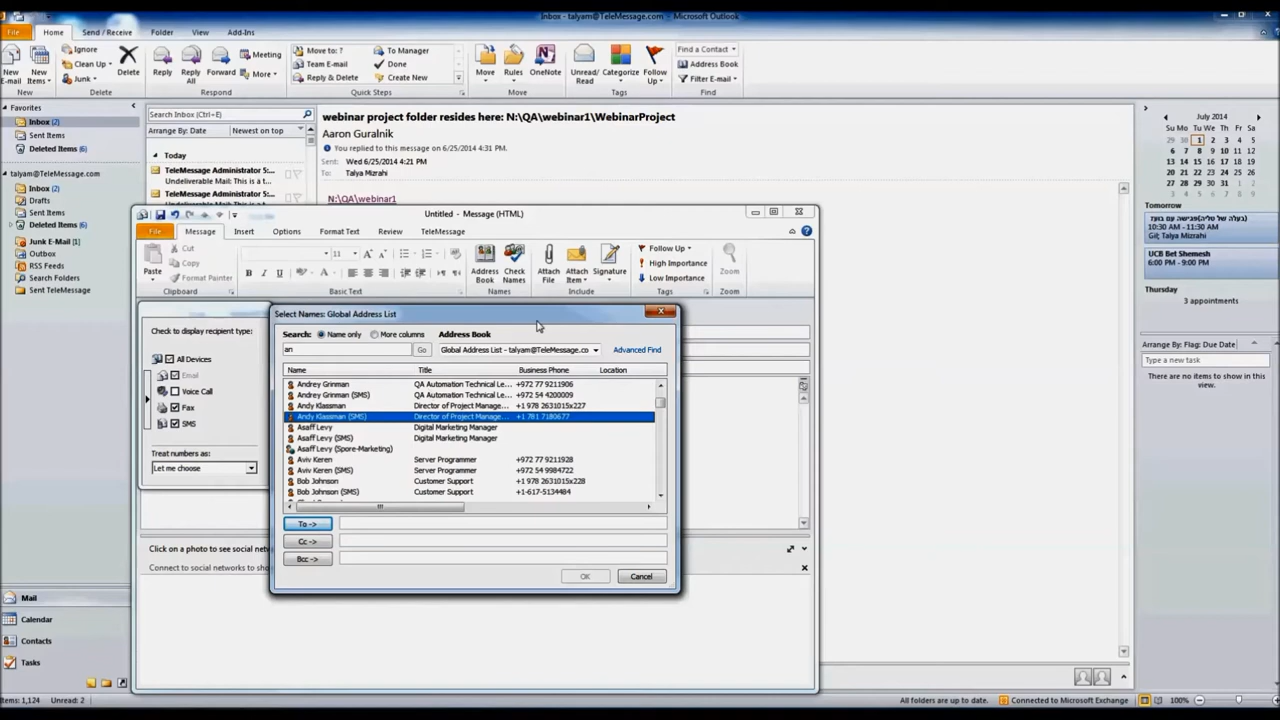 Inbox - talyam@TeleMessage.com - Microsoft Outlook
File Home Send / Receive Folder View Add-Ins
New E-mail New Items Ignore Clean Up Junk Delete Reply Reply All Forward Meeting More
Move to: ? To Manager
Team E-mail Done
Reply & Delete Create New
Move Rules OneNote Unread/ Read Categorize Follow Up
Find a Contact
Address Book
Filter E-mail
New Delete Respond Quick Steps Move Tags Find
Favorites
Inbox (2)
Sent Items
Deleted Items (6)
talyam@TeleMessage.com
Inbox (2)
Drafts
Sent Items
Deleted Items (6)
Junk E-Mail [1]
Outbox
RSS Feeds
Search Folders
Sent TeleMessage
Search Inbox (Ctrl+E)
Arrange By: Date Newest on top
Today
TeleMessage Administrator 5:...
Undeliverable Mail: This is a t...
TeleMessage Administrator 5:...
Undeliverable Mail: This is a t...
webinar project folder resides here: N:\QA\webinar1\WebinarProject
Aaron Guralnik
You replied to this message on 6/25/2014 4:31 PM.
Sent: Wed 6/25/2014 4:21 PM
To: Talya Mizrahi
N:\QA\webinar1
July 2014
Su Mo Tu We Th Fr Sa
29 30 1 2 3 4 5
6 7 8 9 10 11 12
13 14 15 16 17 18 19
20 21 22 23 24 25 26
27 28 29 30 31 1 2
Tomorrow
10:30 AM - 11:30 AM
UCB Bet Shemesh
6:00 PM - 9:00 PM
Thursday
3 appointments
Arrange By: Flag: Due Date
Type a new task
There are no items to show in this view.
Untitled - Message (HTML)
File Message Insert Options Format Text Review TeleMessage
Paste Cut Copy Format Painter
11
B I U
Address Book Check Names Attach File Attach Item Signature
Follow Up
High Importance
Low Importance
Zoom
Clipboard Basic Text Names Include Tags Zoom
Check to display recipient type:
All Devices
Email
Voice Call
Fax
SMS
Treat numbers as:
Let me choose
Select Names: Global Address List
Search: Name only More columns Address Book
an Go Global Address List - talyam@TeleMessage.co Advanced Find
Name Title Business Phone Location
Andrey Grinman QA Automation Technical Le... +972 77 9211906
Andrey Grinman (SMS) QA Automation Technical Le... +972 54 4200009
Andy Klassman Director of Project Manage... +1 978 2631015x227
Andy Klassman (SMS) Director of Project Manage... +1 781 7180677
Asaff Levy Digital Marketing Manager
Asaff Levy (SMS) Digital Marketing Manager
Asaff Levy (Spore-Marketing)
Aviv Keren Server Programmer +972 77 9211928
Aviv Keren (SMS) Server Programmer +972 54 9984722
Bob Johnson Customer Support +1 978 2631015x228
Bob Johnson (SMS) Customer Support +1-617-5134484
To ->
Cc ->
Bcc ->
OK Cancel
Click on a photo to see social netw
Connect to social networks to sho
Mail
Calendar
Contacts
Tasks
Items: 1,124 Unread: 2
All folders are up to date. Connected to Microsoft Exchange 100%